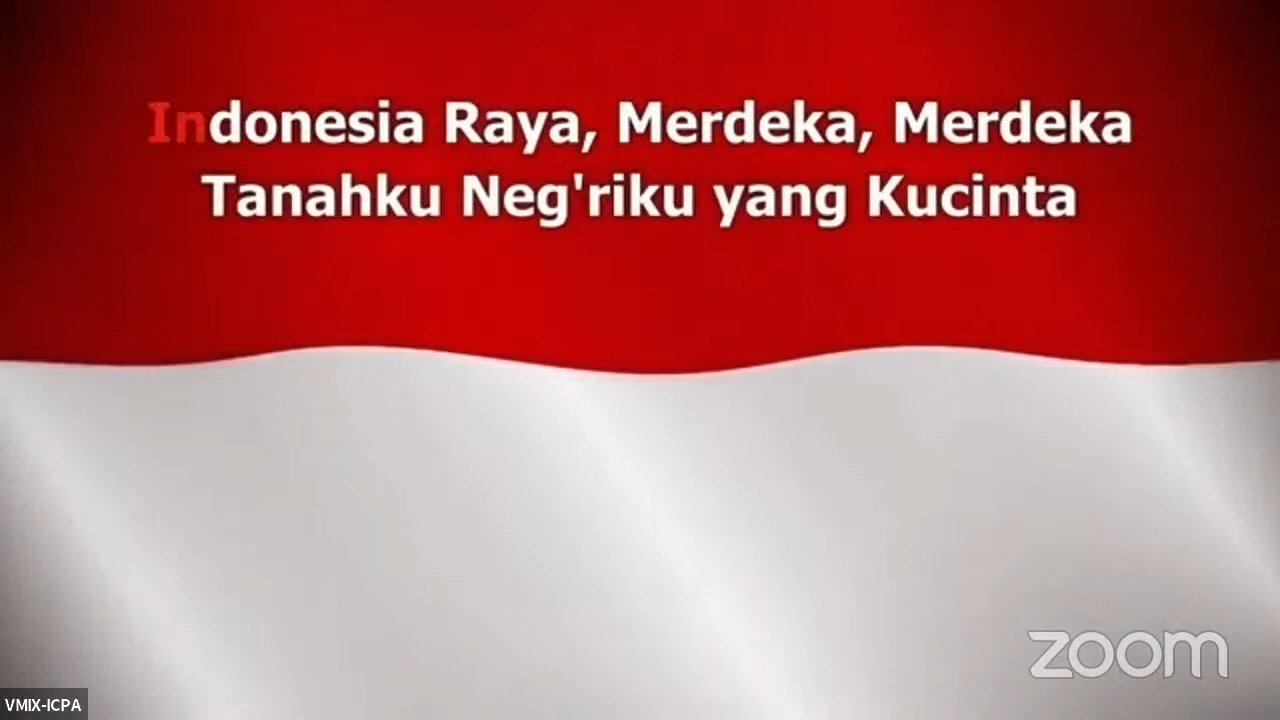 Indonesia Raya, Merdeka, Merdeka
Tanahku Neg'riku yang Kucinta
zoom
VMIX-ICPA